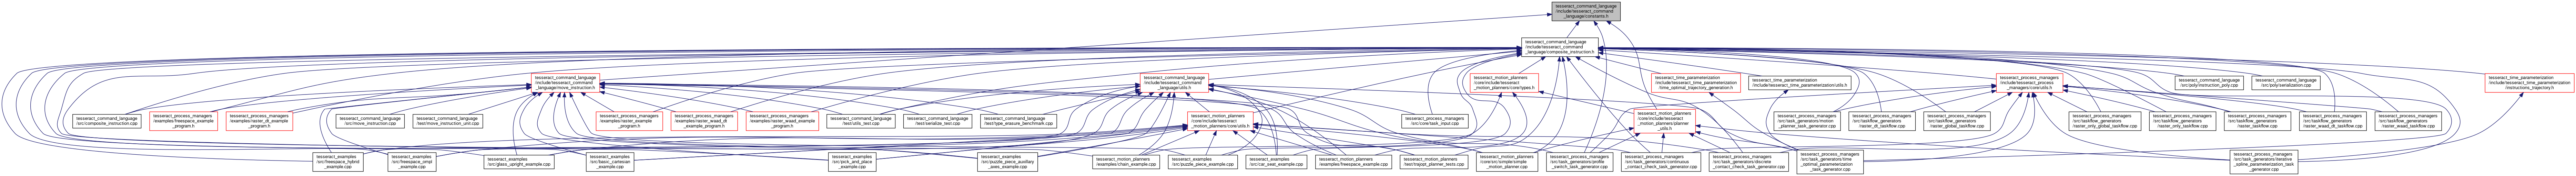 tesseract_command_language
/include/tesseract_command
_language/constants.h
tesseract_command_language
/include/tesseract_command
_language/composite_instruction.h
tesseract_command_language
/include/tesseract_command
_language/move_instruction.h
tesseract_command_language
/include/tesseract_command
_language/utils.h
tesseract_motion_planners
/core/include/tesseract
_motion_planners/core/types.h
tesseract_time_parameterization
/include/tesseract_time_parameterization
/time_optimal_trajectory_generation.h
tesseract_time_parameterization
/include/tesseract_time_parameterization/utils.h
tesseract_process_managers
/include/tesseract_process
_managers/core/utils.h
tesseract_command_language
/src/poly/instruction_poly.cpp
tesseract_command_language
/src/poly/serialization.cpp
tesseract_time_parameterization
/include/tesseract_time_parameterization
/instructions_trajectory.h
tesseract_command_language
/src/composite_instruction.cpp
tesseract_process_managers
/examples/freespace_example
_program.h
tesseract_process_managers
/examples/raster_dt_example
_program.h
tesseract_command_language
/src/move_instruction.cpp
tesseract_command_language
/test/move_instruction_unit.cpp
tesseract_process_managers
/examples/raster_example
_program.h
tesseract_process_managers
/examples/raster_waad_dt
_example_program.h
tesseract_process_managers
/examples/raster_waad_example
_program.h
tesseract_command_language
/test/utils_test.cpp
tesseract_command_language
/test/serialize_test.cpp
tesseract_command_language
/test/type_erasure_benchmark.cpp
tesseract_motion_planners
/core/include/tesseract
_motion_planners/core/utils.h
tesseract_process_managers
/src/core/task_input.cpp
tesseract_motion_planners
/core/include/tesseract
_motion_planners/planner
_utils.h
tesseract_process_managers
/src/task_generators/motion
_planner_task_generator.cpp
tesseract_process_managers
/src/taskflow_generators
/raster_dt_taskflow.cpp
tesseract_process_managers
/src/taskflow_generators
/raster_global_taskflow.cpp
tesseract_process_managers
/src/taskflow_generators
/raster_only_global_taskflow.cpp
tesseract_process_managers
/src/taskflow_generators
/raster_only_taskflow.cpp
tesseract_process_managers
/src/taskflow_generators
/raster_taskflow.cpp
tesseract_process_managers
/src/taskflow_generators
/raster_waad_dt_taskflow.cpp
tesseract_process_managers
/src/taskflow_generators
/raster_waad_taskflow.cpp
tesseract_examples
/src/freespace_hybrid
_example.cpp
tesseract_examples
/src/freespace_ompl
_example.cpp
tesseract_examples
/src/glass_upright_example.cpp
tesseract_examples
/src/basic_cartesian
_example.cpp
tesseract_examples
/src/pick_and_place
_example.cpp
tesseract_examples
/src/puzzle_piece_auxillary
_axes_example.cpp
tesseract_motion_planners
/examples/chain_example.cpp
tesseract_examples
/src/puzzle_piece_example.cpp
tesseract_examples
/src/car_seat_example.cpp
tesseract_motion_planners
/examples/freespace_example.cpp
tesseract_motion_planners
/test/trajopt_planner_tests.cpp
tesseract_motion_planners
/core/src/simple/simple
_motion_planner.cpp
tesseract_process_managers
/src/task_generators/profile
_switch_task_generator.cpp
tesseract_process_managers
/src/task_generators/continuous
_contact_check_task_generator.cpp
tesseract_process_managers
/src/task_generators/discrete
_contact_check_task_generator.cpp
tesseract_process_managers
/src/task_generators/time
_optimal_parameterization
_task_generator.cpp
tesseract_process_managers
/src/task_generators/iterative
_spline_parameterization_task
_generator.cpp